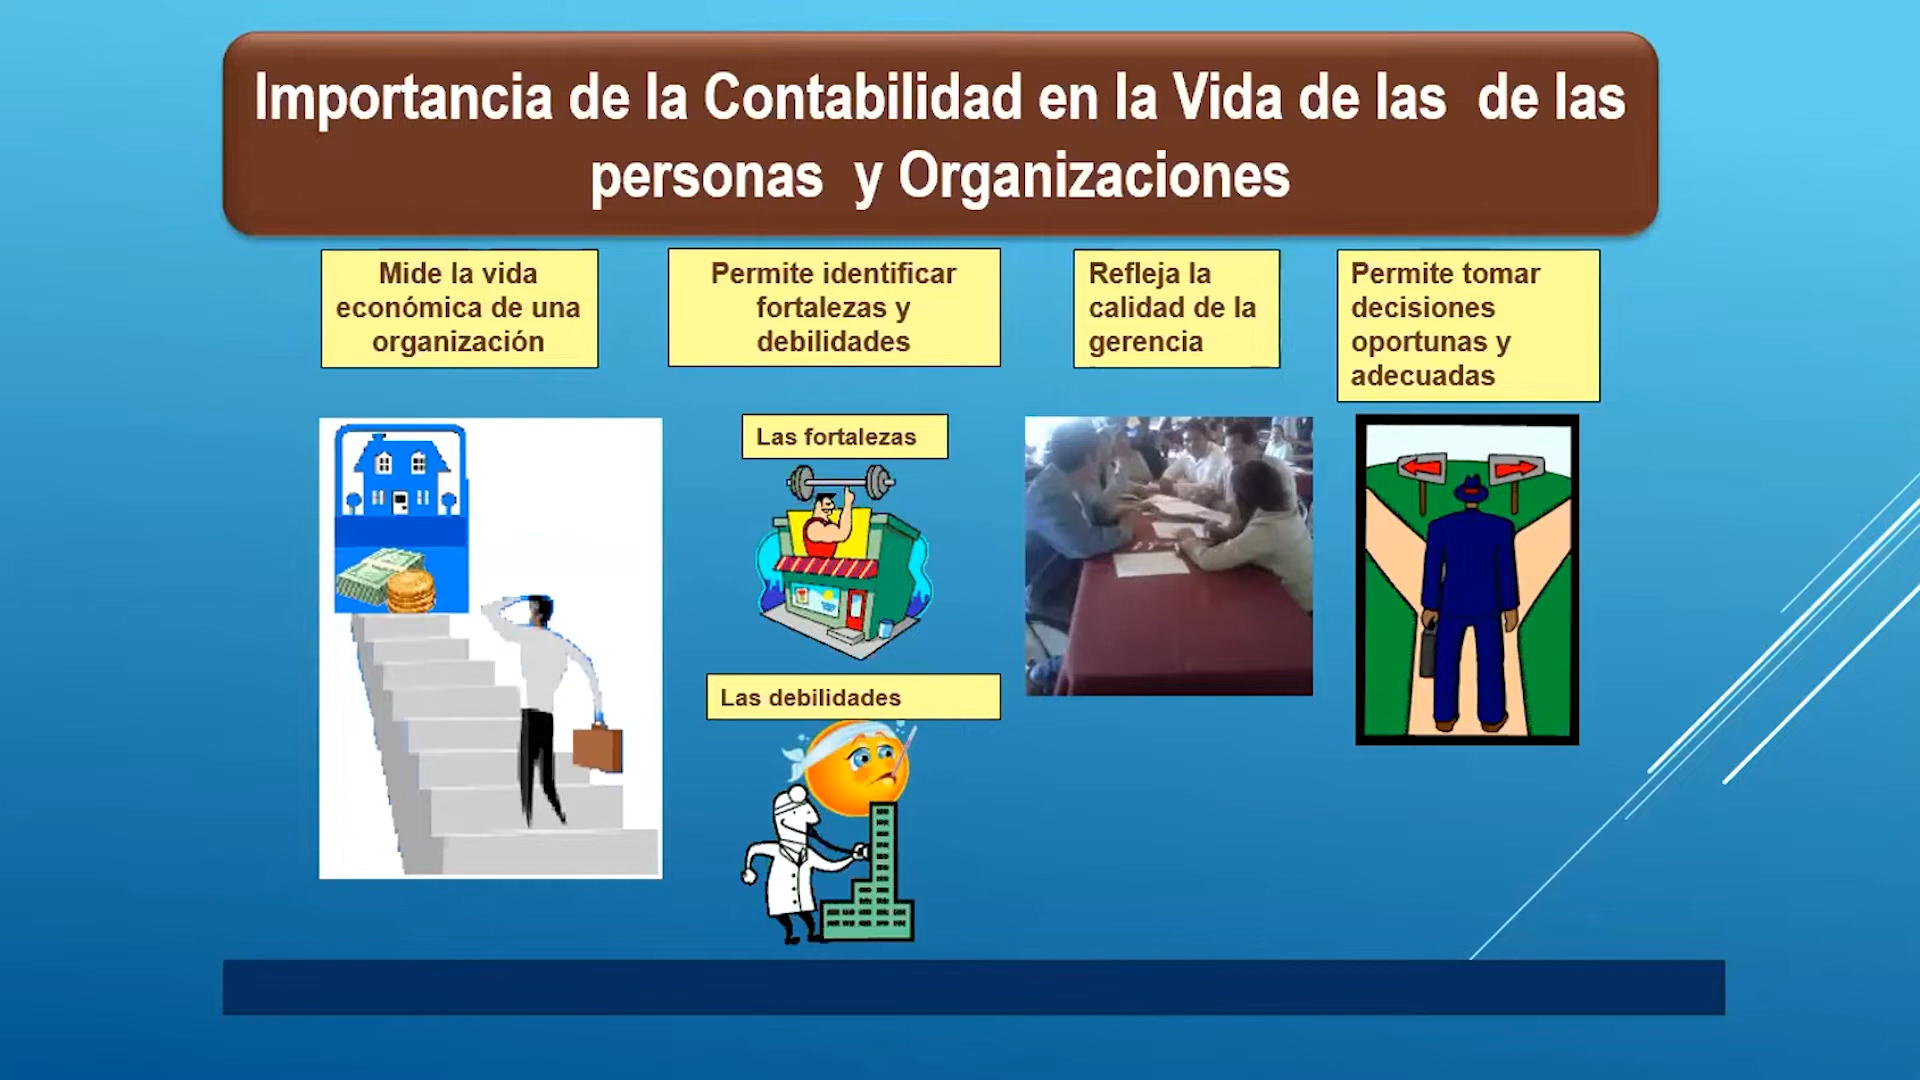 Importancia de la Contabilidad en la Vida de las  de las
personas  y Organizaciones
Mide la vida
económica de una
organización
Permite identificar
fortalezas y
debilidades
Refleja la
calidad de la
gerencia
Permite tomar
decisiones
oportunas y
adecuadas
Las fortalezas
Las debilidades